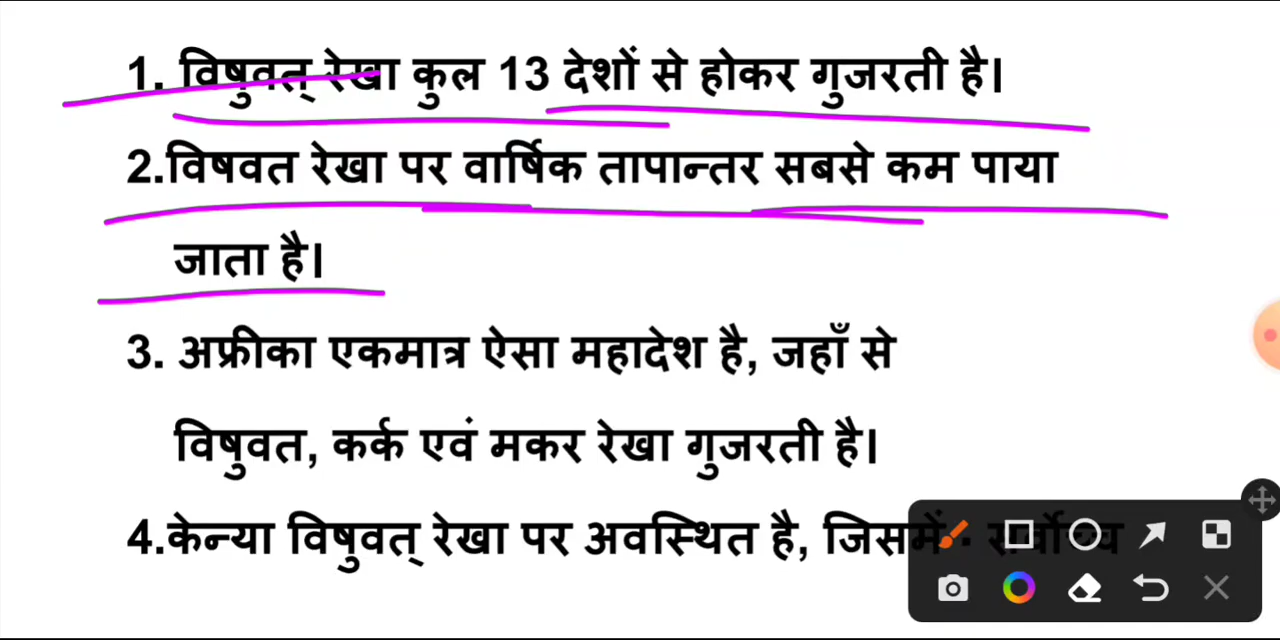 1. विषुवत् रेखा कुल 13 देशों से होकर गुजरती है।
2.विषवत रेखा पर वार्षिक तापान्तर सबसे कम पाया
जाता है।
3. अफ्रीका एकमात्र ऐसा महादेश है, जहाँ से
विषुवत, कर्क एवं मकर रेखा गुजरती है।
4.केन्या विषुवत् रेखा पर अवस्थित है, जिसमें